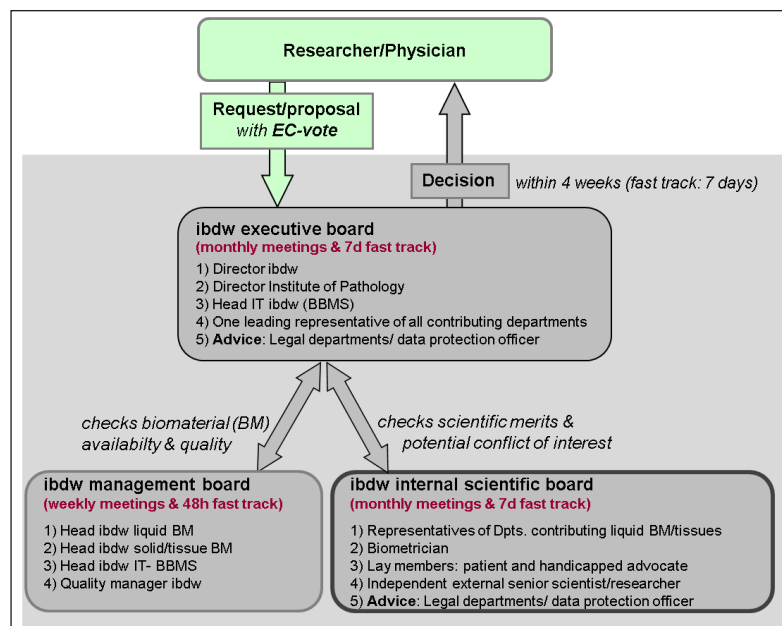 Researcher/Physician
Request/proposal
with EC-vote
Decision
within 4 weeks (fast track: 7 days)
ibdw executive board
(monthly meetings & 7d fast track)
1) Director ibdw
2) Director Institute of Pathology
3) Head IT ibdw (BBMS)
4) One leading representative of all contributing departments
5) Advice: Legal departments/ data protection officer
checks biomaterial (BM)
availabilty & quality
checks scientific merits &
potential conflict of interest
ibdw management board
(weekly meetings & 48h fast track)
1) Head ibdw liquid BM
2) Head ibdw solid/tissue BM
3) Head ibdw IT- BBMS
4) Quality manager ibdw
ibdw internal scientific board
(monthly meetings & 7d fast track)
1) Representatives of Dpts. contributing liquid BM/tissues
2) Biometrician
3) Lay members: patient and handicapped advocate
4) Independent external senior scientist/researcher
5) Advice: Legal departments/ data protection officer